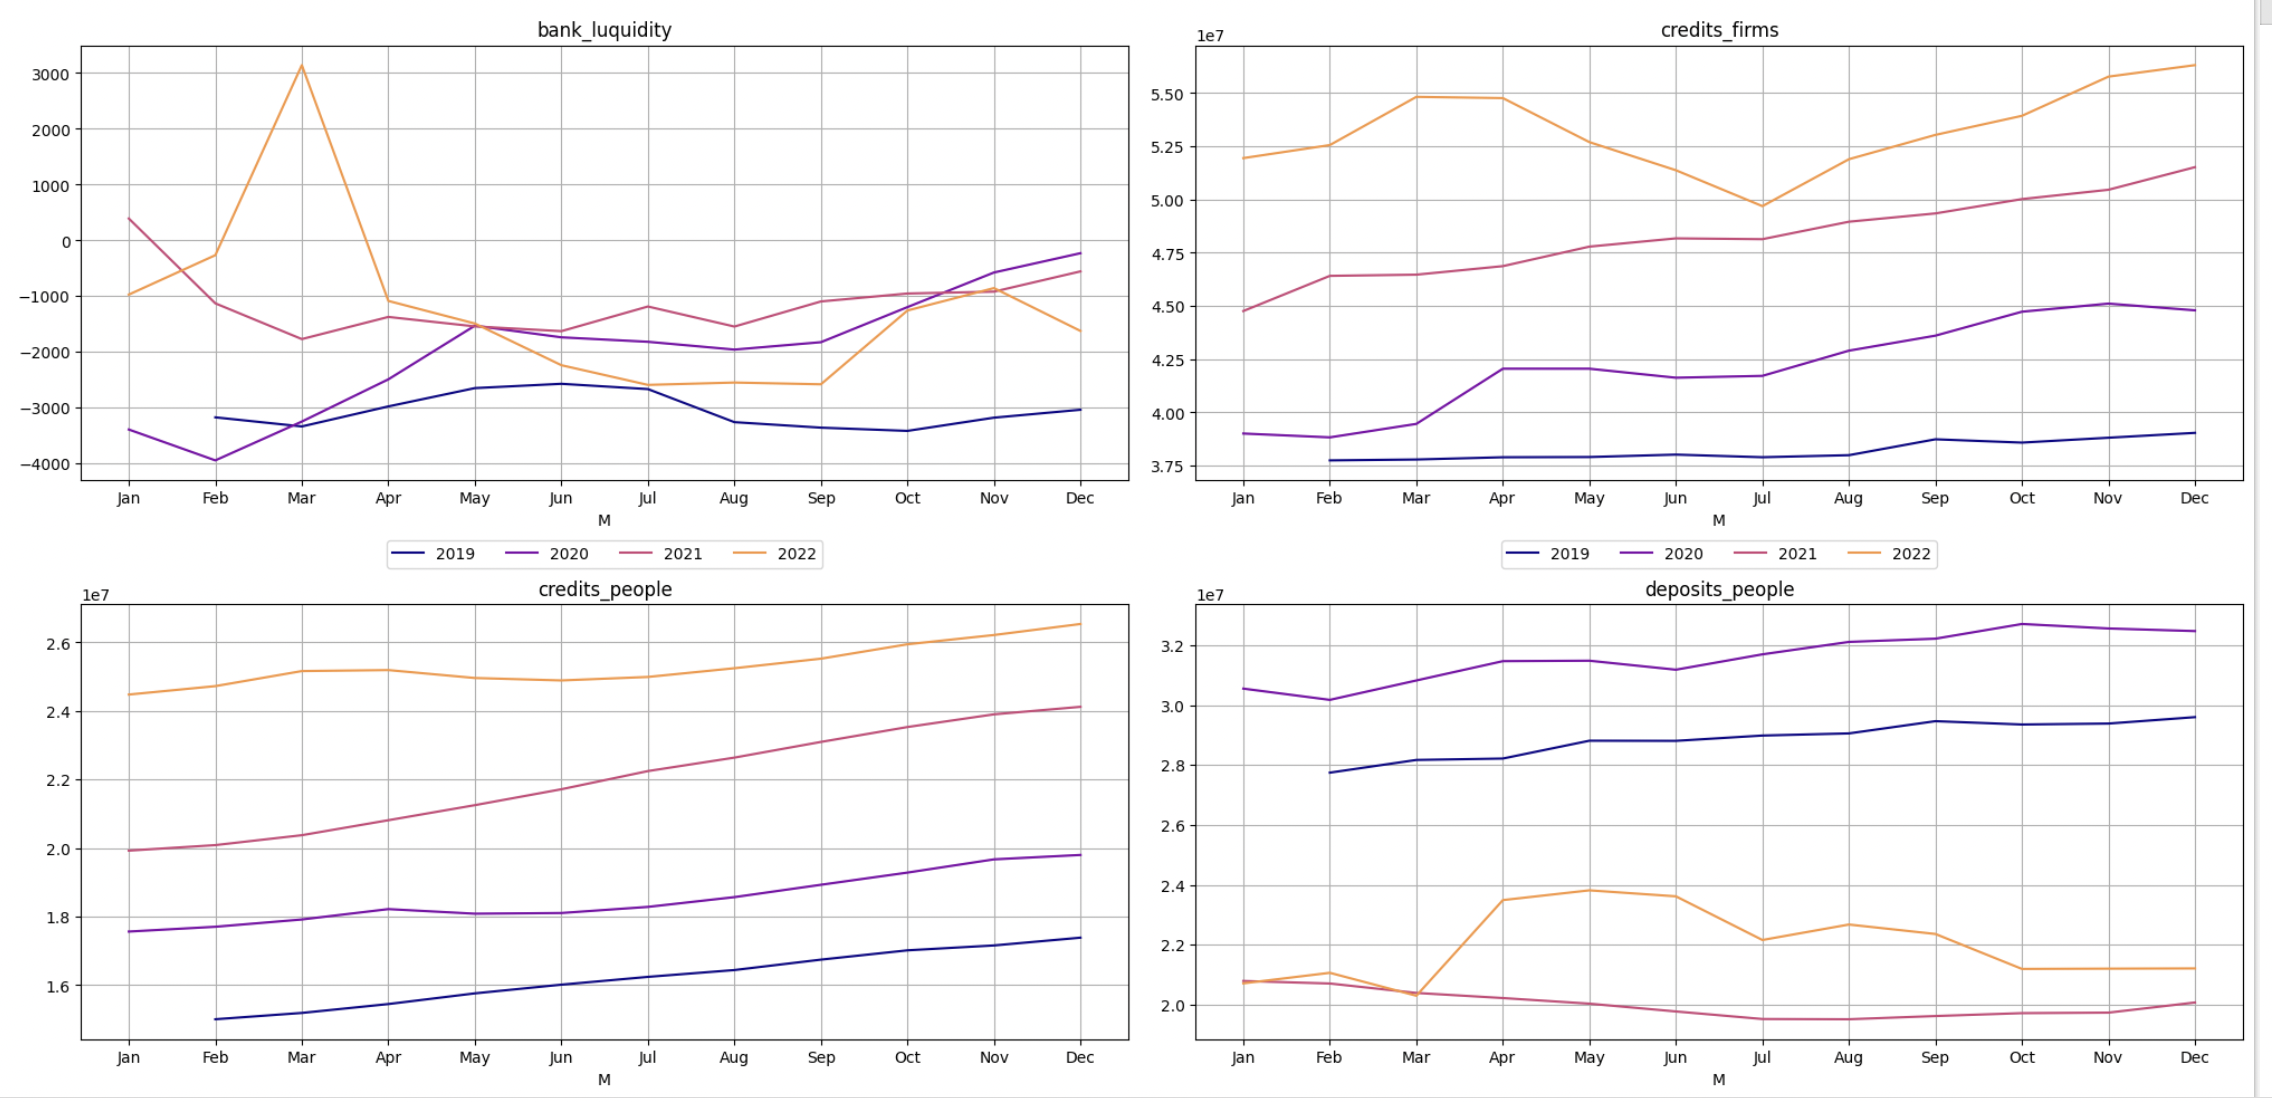 bank_luquidity
3000
2000
1000
0
−1000
−2000
−3000
−4000
Jan Feb Mar Apr May Jun Jul Aug Sep Oct Nov Dec
M
2019 2020 2021 2022
credits_firms
1e7
5.50
5.25
5.00
4.75
4.50
4.25
4.00
3.75
Jan Feb Mar Apr May Jun Jul Aug Sep Oct Nov Dec
M
2019 2020 2021 2022
credits_people
1e7
2.6
2.4
2.2
2.0
1.8
1.6
Jan Feb Mar Apr May Jun Jul Aug Sep Oct Nov Dec
M
deposits_people
1e7
3.2
3.0
2.8
2.6
2.4
2.2
2.0
Jan Feb Mar Apr May Jun Jul Aug Sep Oct Nov Dec
M